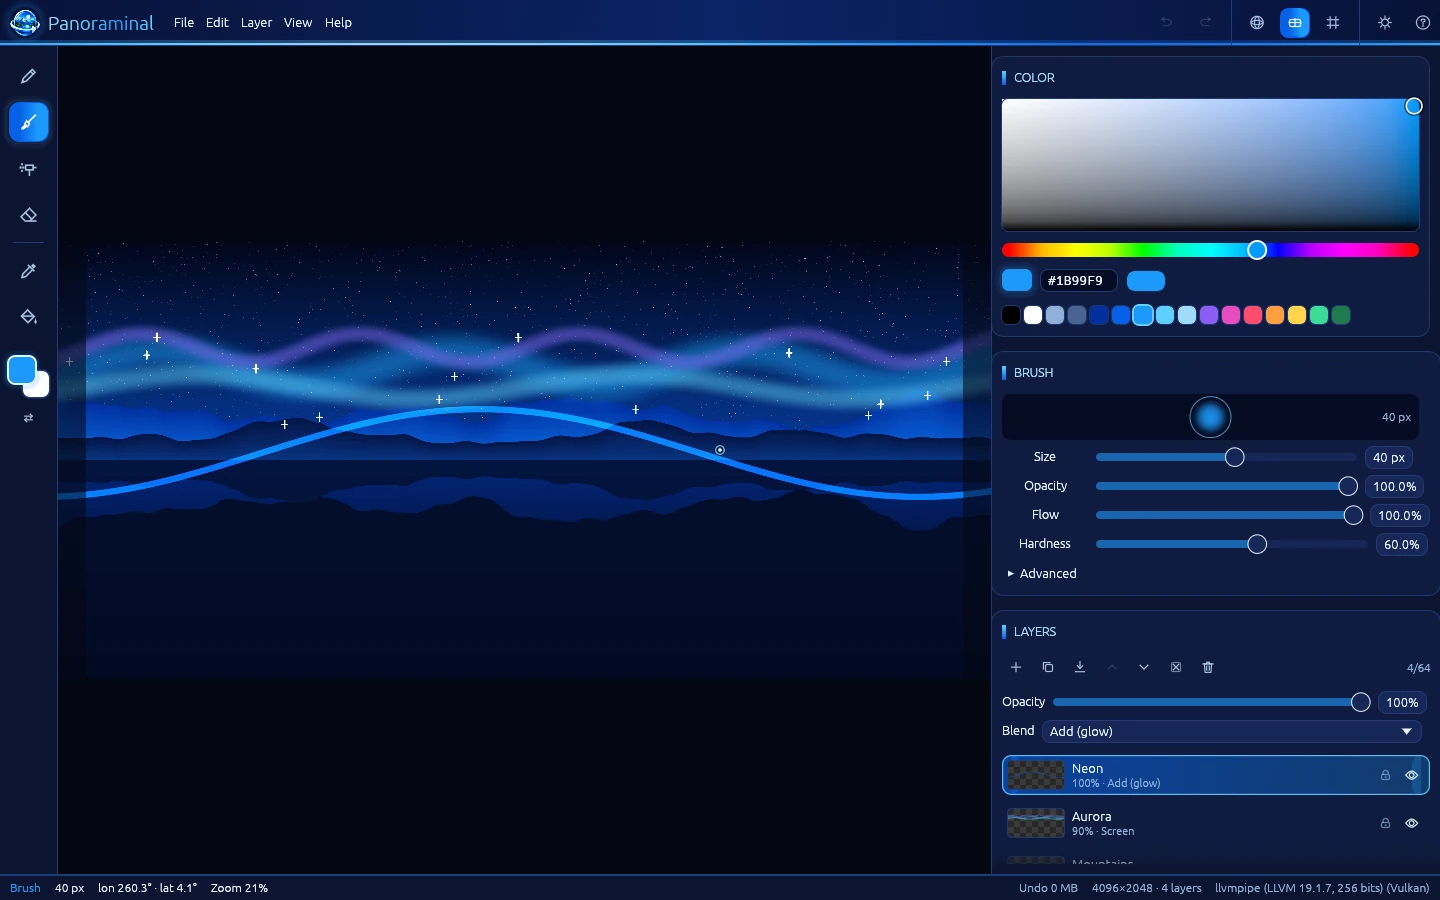 Panoraminal File Edit Layer View Help
COLOR
#1B99F9
BRUSH
40 px
Size 40 px
Opacity 100.0%
Flow 100.0%
Hardness 60.0%
Advanced
LAYERS
4/64
Opacity 100%
Blend Add (glow)
Neon
100% · Add (glow)
Aurora
90% · Screen
Mountains
Brush 40 px lon 260.3° · lat 4.1° Zoom 21% Undo 0 MB 4096×2048 · 4 layers llvmpipe (LLVM 19.1.7, 256 bits) (Vulkan)